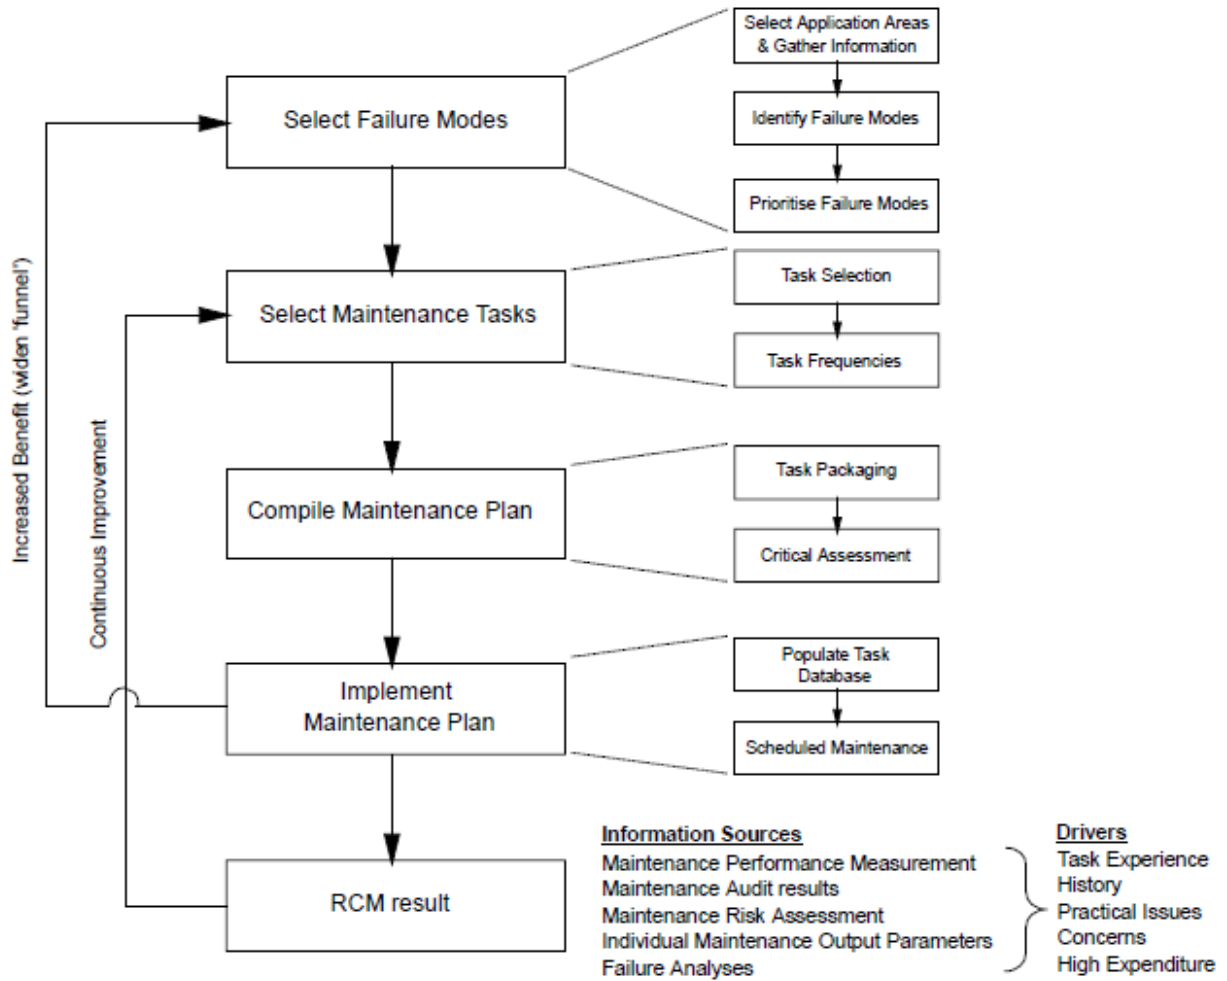 Select Application Areas
& Gather Information
Select Failure Modes
Identify Failure Modes
Prioritise Failure Modes
Select Maintenance Tasks
Task Selection
Task Frequencies
Increased Benefit (widen 'funnel')
Continuous Improvement
Compile Maintenance Plan
Task Packaging
Critical Assessment
Implement
Maintenance Plan
Populate Task
Database
Scheduled Maintenance
RCM result
Information Sources
Maintenance Performance Measurement
Maintenance Audit results
Maintenance Risk Assessment
Individual Maintenance Output Parameters
Failure Analyses
Drivers
Task Experience
History
Practical Issues
Concerns
High Expenditure